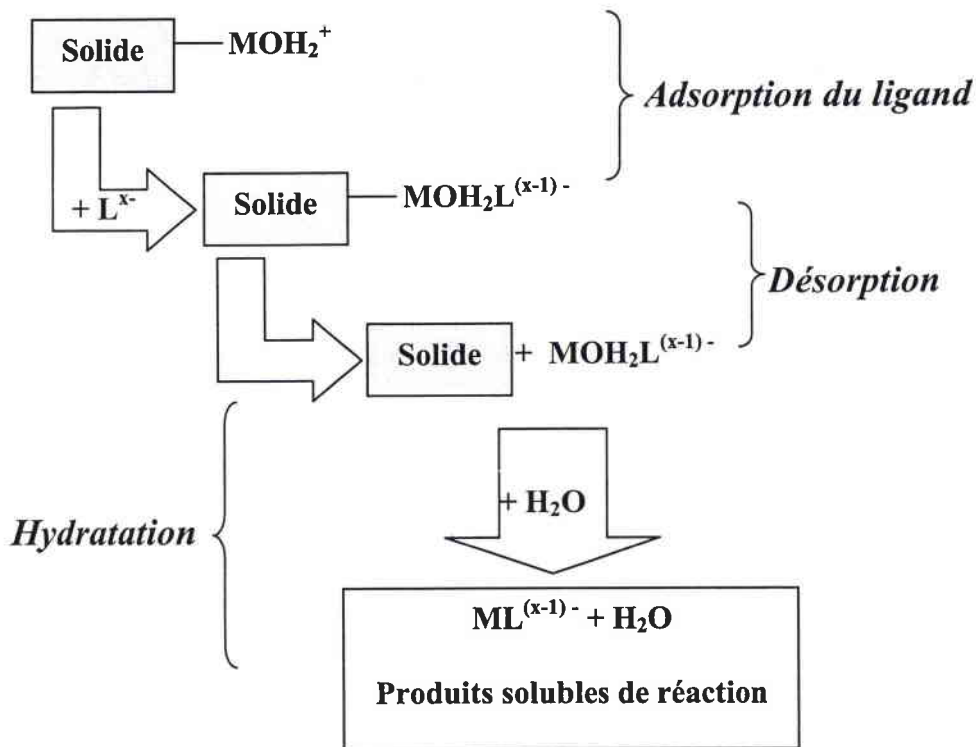 Solide
MOH₂⁺
Adsorption du ligand
+ Lˣ⁻
Solide
MOH₂L⁽ˣ⁻¹⁾ ⁻
Désorption
Solide + MOH₂L⁽ˣ⁻¹⁾ ⁻
+ H₂O
Hydratation
ML⁽ˣ⁻¹⁾ ⁻ + H₂O
Produits solubles de réaction